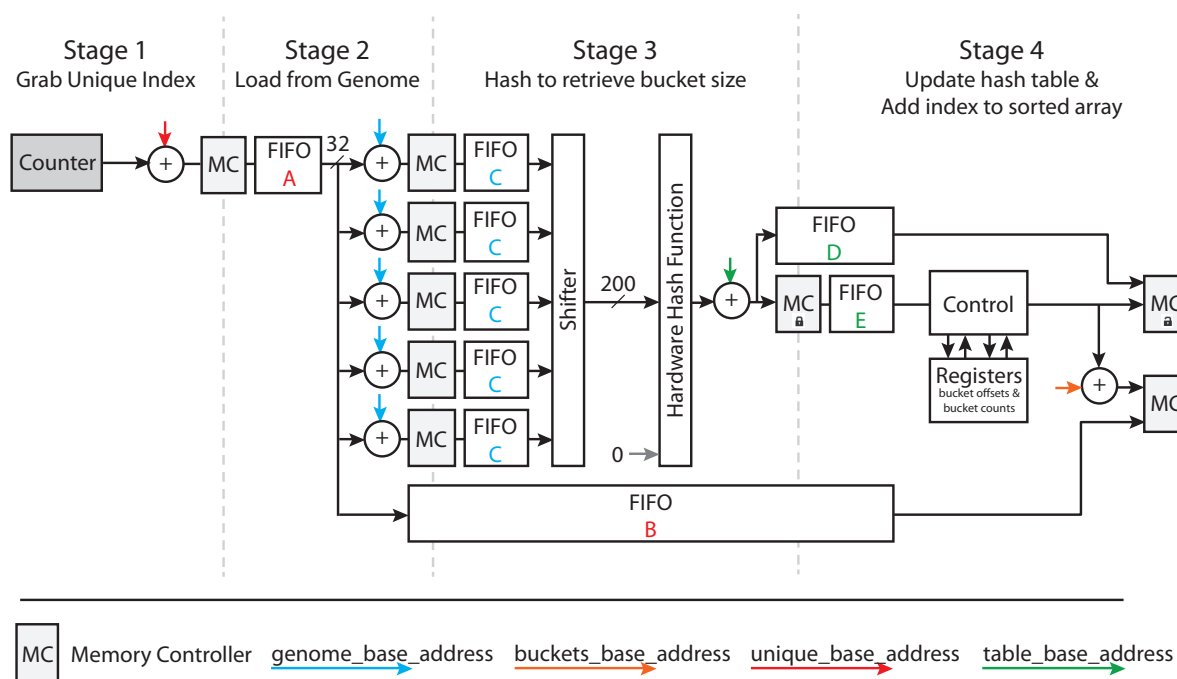 Stage 1
Grab Unique Index
Stage 2
Load from Genome
Stage 3
Hash to retrieve bucket size
Stage 4
Update hash table &
Add index to sorted array
Counter
+
MC
FIFO
A
32
+
MC
FIFO
C
+
MC
FIFO
C
+
MC
FIFO
C
+
MC
FIFO
C
+
MC
FIFO
C
Shifter
200
0
Hardware Hash Function
+
FIFO
D
MC
FIFO
E
Control
Registers
bucket offsets &
bucket counts
+
MC
MC
FIFO
B
MC
Memory Controller
genome_base_address
buckets_base_address
unique_base_address
table_base_address